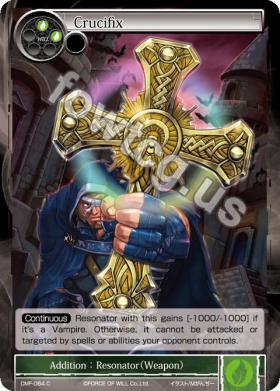 Crucifix
WILL
fowtcg.us
Continuous Resonator with this gains [-1000/-1000] if
it's a Vampire. Otherwise, it cannot be attacked or
targeted by spells or abilities your opponent controls.
Addition : Resonator(Weapon)
CMF-064 C
©FORCE OF WILL Co.,Ltd.